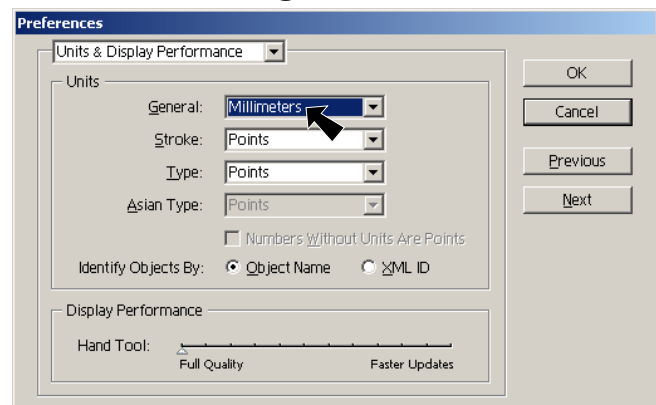 Preferences
Units & Display Performance
OK
Units
General: Millimeters
Cancel
Stroke: Points
Type: Points
Previous
Asian Type: Points
Next
Numbers Without Units Are Points
Identify Objects By: Object Name XML ID
Display Performance
Hand Tool:
Full Quality Faster Updates